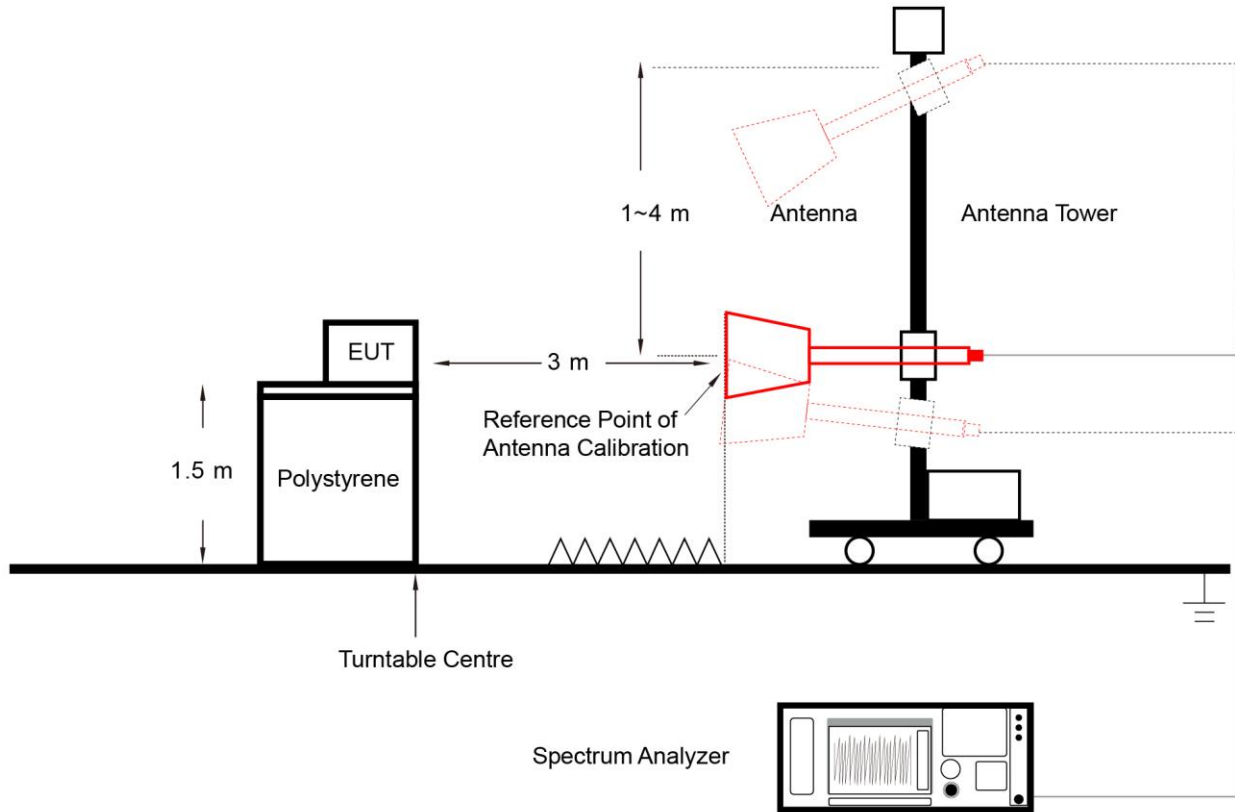 1~4 m
Antenna
Antenna Tower
EUT
3 m
Reference Point of
Antenna Calibration
1.5 m
Polystyrene
Turntable Centre
Spectrum Analyzer